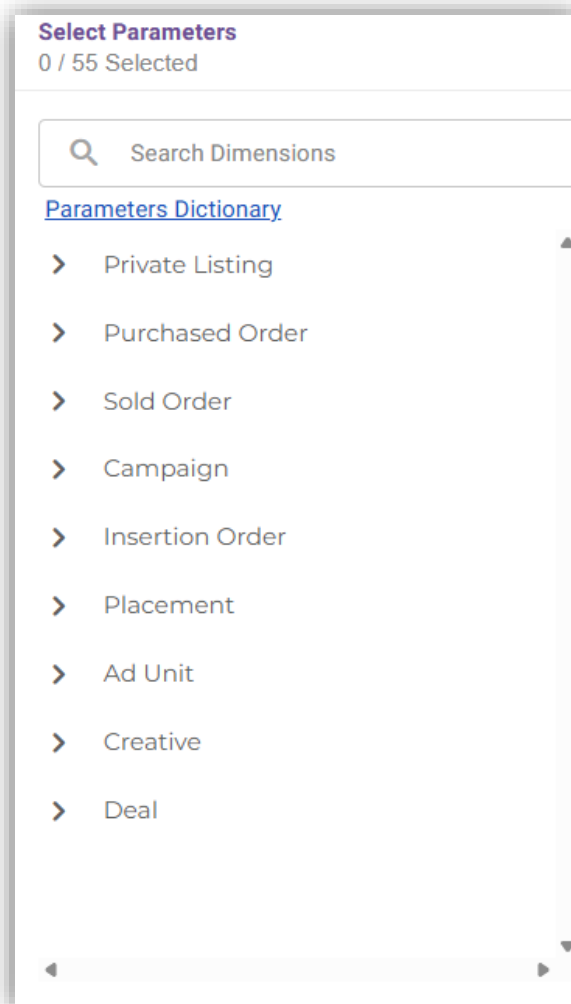 Select Parameters
0 / 55 Selected
Search Dimensions
Parameters Dictionary
Private Listing
Purchased Order
Sold Order
Campaign
Insertion Order
Placement
Ad Unit
Creative
Deal